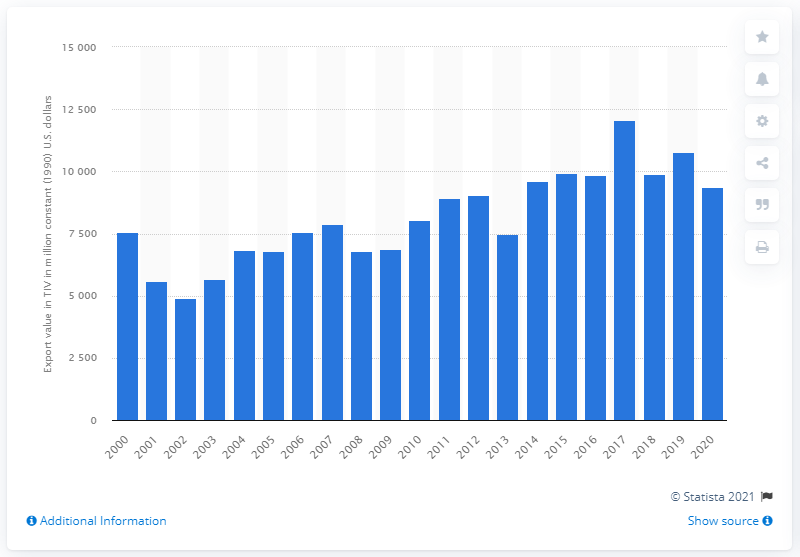 Export value in TIV in million constant (1990) U.S. dollars
15 000
12 500
10 000
7 500
5 000
2 500
0
2000 2001 2002 2003 2004 2005 2006 2007 2008 2009 2010 2011 2012 2013 2014 2015 2016 2017 2018 2019 2020
© Statista 2021
Additional Information
Show source